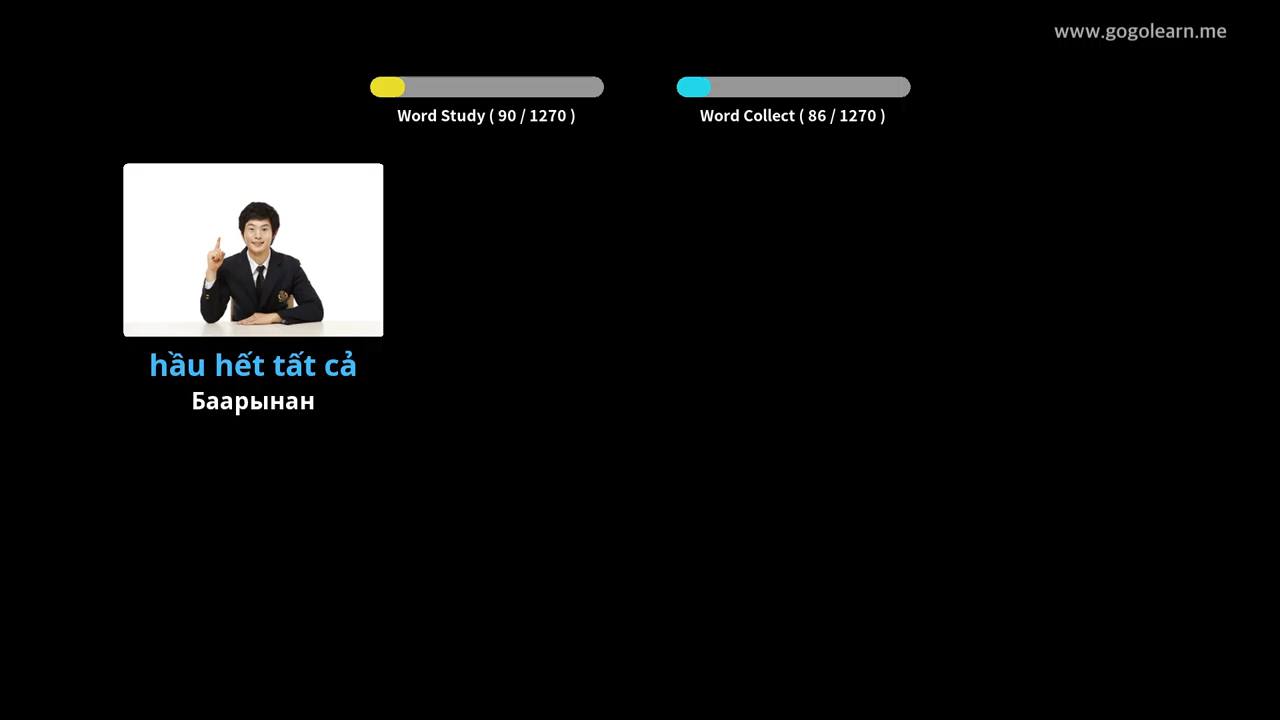 www.gogolearn.me
Word Study ( 90 / 1270 )
Word Collect ( 86 / 1270 )
hầu hết tất cả
Баарынан